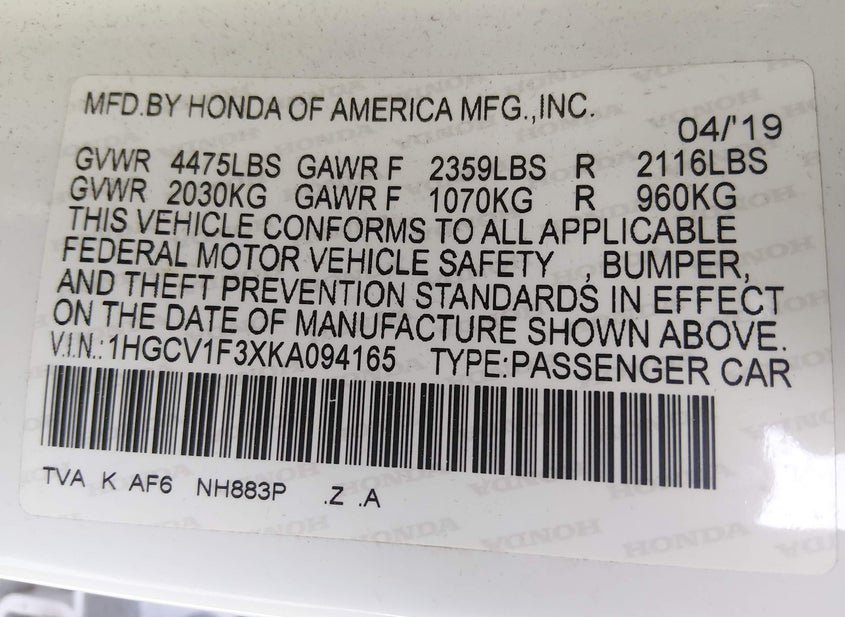 MFD.BY HONDA OF AMERICA MFG.,INC.
04/'19
GVWR 4475LBS GAWR F 2359LBS R 2116LBS
GVWR 2030KG GAWR F 1070KG R 960KG
THIS VEHICLE CONFORMS TO ALL APPLICABLE
FEDERAL MOTOR VEHICLE SAFETY , BUMPER,
AND THEFT PREVENTION STANDARDS IN EFFECT
ON THE DATE OF MANUFACTURE SHOWN ABOVE.
V.I.N.:1HGCV1F3XKA094165 TYPE:PASSENGER CAR
TVA K AF6 NH883P .Z .A